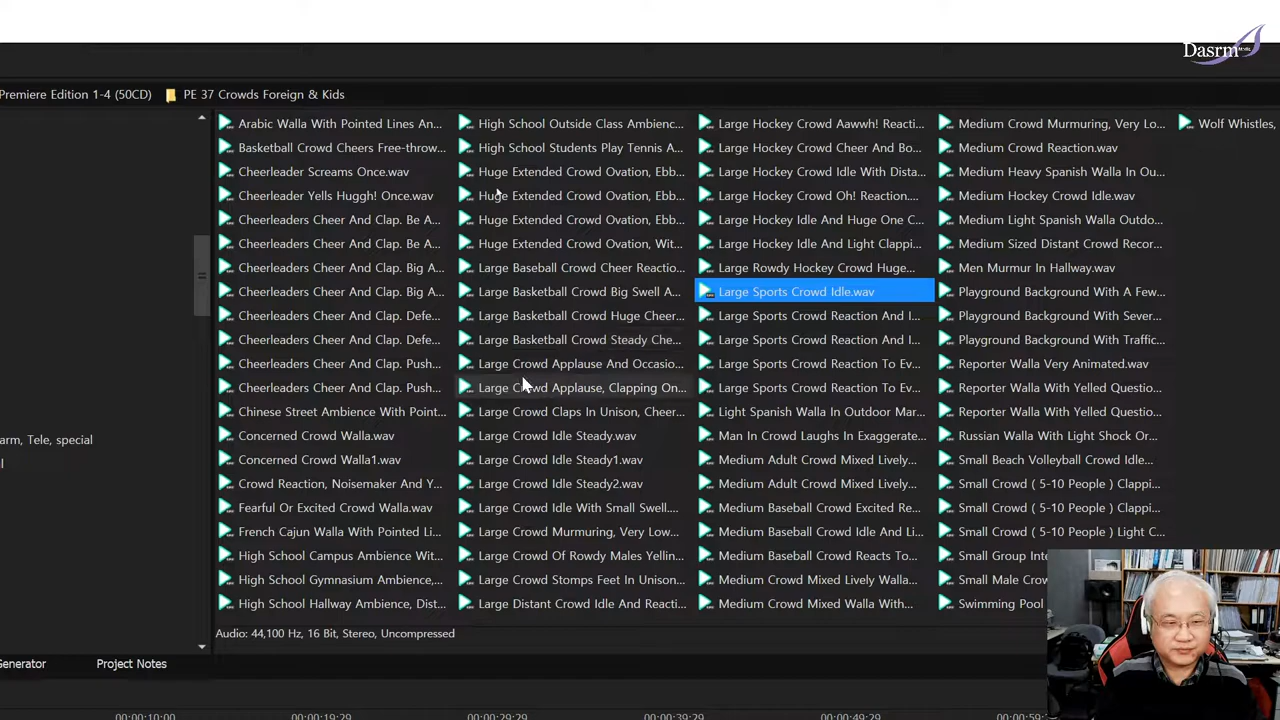 Dasrm
Premiere Edition 1-4 (50CD)
PE 37 Crowds Foreign & Kids
Arabic Walla With Pointed Lines An...
Basketball Crowd Cheers Free-throw...
Cheerleader Screams Once.wav
Cheerleader Yells Huggh! Once.wav
Cheerleaders Cheer And Clap. Be A...
Cheerleaders Cheer And Clap. Be A...
Cheerleaders Cheer And Clap. Big A...
Cheerleaders Cheer And Clap. Big A...
Cheerleaders Cheer And Clap. Defe...
Cheerleaders Cheer And Clap. Defe...
Cheerleaders Cheer And Clap. Push...
Cheerleaders Cheer And Clap. Push...
Chinese Street Ambience With Point...
Concerned Crowd Walla.wav
Concerned Crowd Walla1.wav
Crowd Reaction, Noisemaker And Y...
Fearful Or Excited Crowd Walla.wav
French Cajun Walla With Pointed Li...
High School Campus Ambience Wit...
High School Gymnasium Ambience,...
High School Hallway Ambience, Dist...
High School Outside Class Ambienc...
High School Students Play Tennis A...
Huge Extended Crowd Ovation, Ebb...
Huge Extended Crowd Ovation, Ebb...
Huge Extended Crowd Ovation, Ebb...
Huge Extended Crowd Ovation, Wit...
Large Baseball Crowd Cheer Reactio...
Large Basketball Crowd Big Swell A...
Large Basketball Crowd Huge Cheer...
Large Basketball Crowd Steady Che...
Large Crowd Applause And Occasio...
Large Crowd Applause, Clapping On...
Large Crowd Claps In Unison, Cheer...
Large Crowd Idle Steady.wav
Large Crowd Idle Steady1.wav
Large Crowd Idle Steady2.wav
Large Crowd Idle With Small Swell....
Large Crowd Murmuring, Very Low...
Large Crowd Of Rowdy Males Yellin...
Large Crowd Stomps Feet In Unison...
Large Distant Crowd Idle And Reacti...
Large Hockey Crowd Aawwh! Reacti...
Large Hockey Crowd Cheer And Bo...
Large Hockey Crowd Idle With Dista...
Large Hockey Crowd Oh! Reaction....
Large Hockey Idle And Huge One C...
Large Hockey Idle And Light Clappi...
Large Rowdy Hockey Crowd Huge...
Large Sports Crowd Idle.wav
Large Sports Crowd Reaction And I...
Large Sports Crowd Reaction And I...
Large Sports Crowd Reaction To Ev...
Large Sports Crowd Reaction To Ev...
Light Spanish Walla In Outdoor Mar...
Man In Crowd Laughs In Exaggerate...
Medium Adult Crowd Mixed Lively...
Medium Adult Crowd Mixed Lively...
Medium Baseball Crowd Excited Re...
Medium Baseball Crowd Idle And Li...
Medium Baseball Crowd Reacts To...
Medium Crowd Mixed Lively Walla...
Medium Crowd Mixed Walla With...
Medium Crowd Murmuring, Very Lo...
Medium Crowd Reaction.wav
Medium Heavy Spanish Walla In Ou...
Medium Hockey Crowd Idle.wav
Medium Light Spanish Walla Outdo...
Medium Sized Distant Crowd Recor...
Men Murmur In Hallway.wav
Playground Background With A Few...
Playground Background With Sever...
Playground Background With Traffic...
Reporter Walla Very Animated.wav
Reporter Walla With Yelled Questio...
Reporter Walla With Yelled Questio...
Russian Walla With Light Shock Or...
Small Beach Volleyball Crowd Idle...
Small Crowd ( 5-10 People ) Clappi...
Small Crowd ( 5-10 People ) Clappi...
Small Crowd ( 5-10 People ) Light C...
Small Group Inte
Small Male Crow
Swimming Pool
Wolf Whistles,
arm, Tele, special
l
Audio: 44,100 Hz, 16 Bit, Stereo, Uncompressed
Generator
Project Notes
00:00:10:00
00:00:19:29
00:00:29:29
00:00:39:29
00:00:49:29
00:00:59: